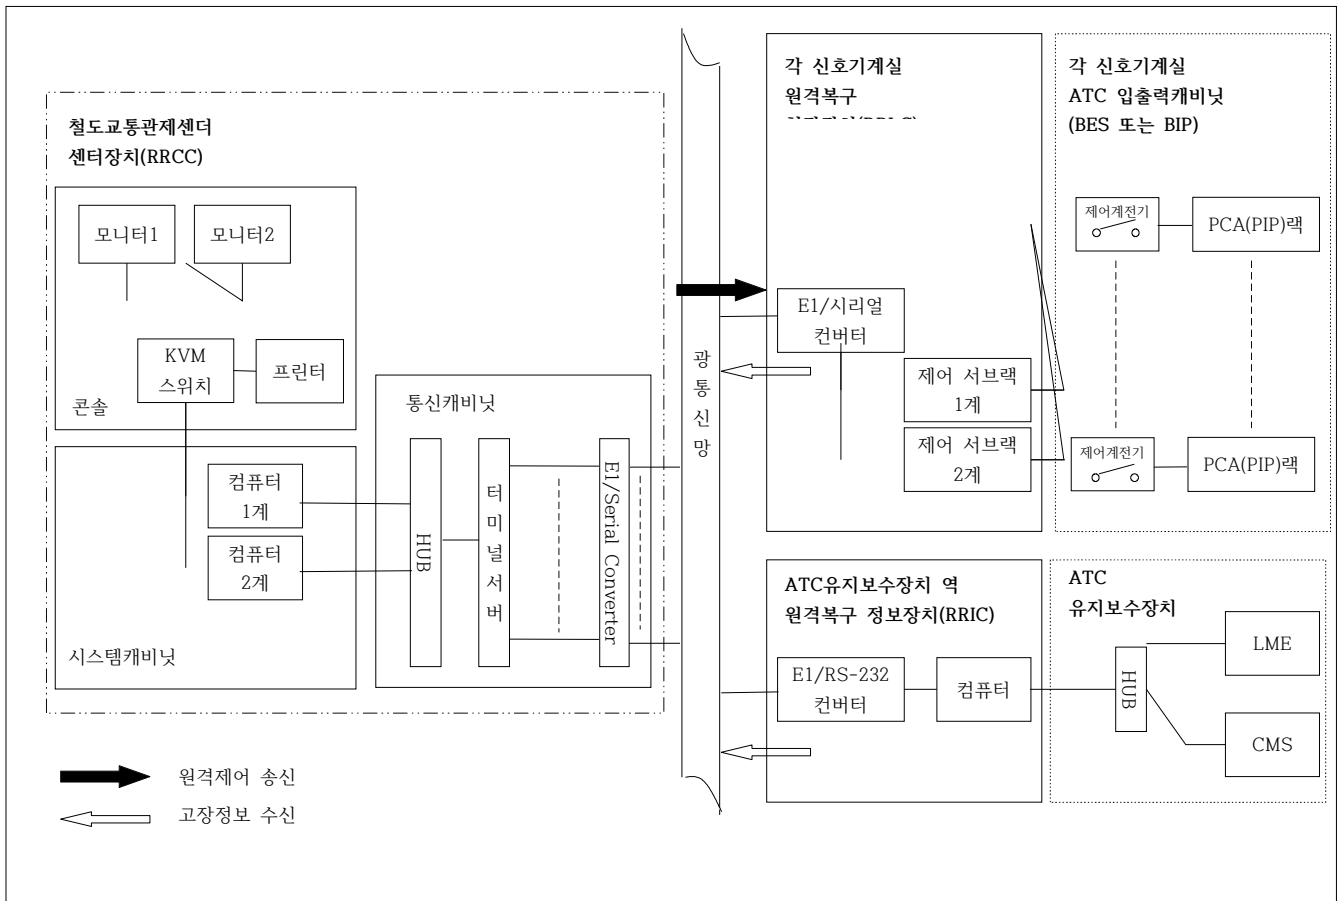 철도교통관제센더
센터장치(RRCC)
모니터1
모니터2
KVM
스위치
프린터
콘솔
컴퓨터
1계
컴퓨터
2계
시스템캐비닛
통신캐비닛
HUB
터미널서버
E1/Serial Converter
광통신망
각 신호기계실
원격복구
E1/시리얼
컨버터
제어 서브랙
1계
제어 서브랙
2계
각 신호기계실
ATC 입출력캐비닛
(BES 또는 BIP)
제어계전기
PCA(PIP)랙
제어계전기
PCA(PIP)랙
ATC유지보수장치 역
원격복구 정보장치(RRIC)
E1/RS-232
컨버터
컴퓨터
ATC
유지보수장치
HUB
LME
CMS
원격제어 송신
고장정보 수신